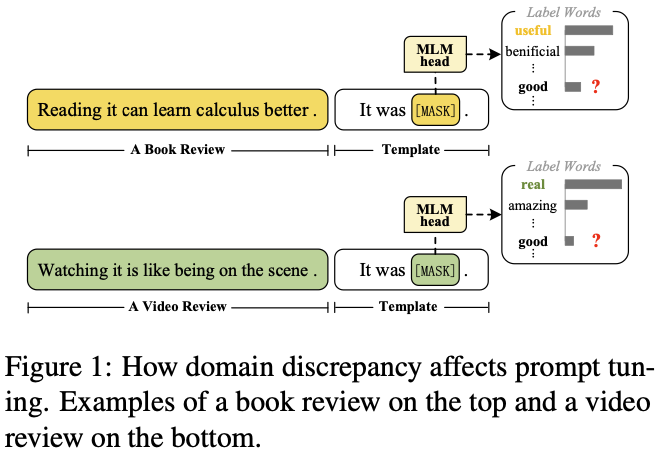 Label Words
useful
benificial
⋮
good ?
⋮
MLM
head
Reading it can learn calculus better .
It was [MASK] .
A Book Review
Template
Label Words
real
amazing
⋮
good ?
⋮
MLM
head
Watching it is like being on the scene .
It was [MASK] .
A Video Review
Template
Figure 1: How domain discrepancy affects prompt tun-
ing. Examples of a book review on the top and a video
review on the bottom.